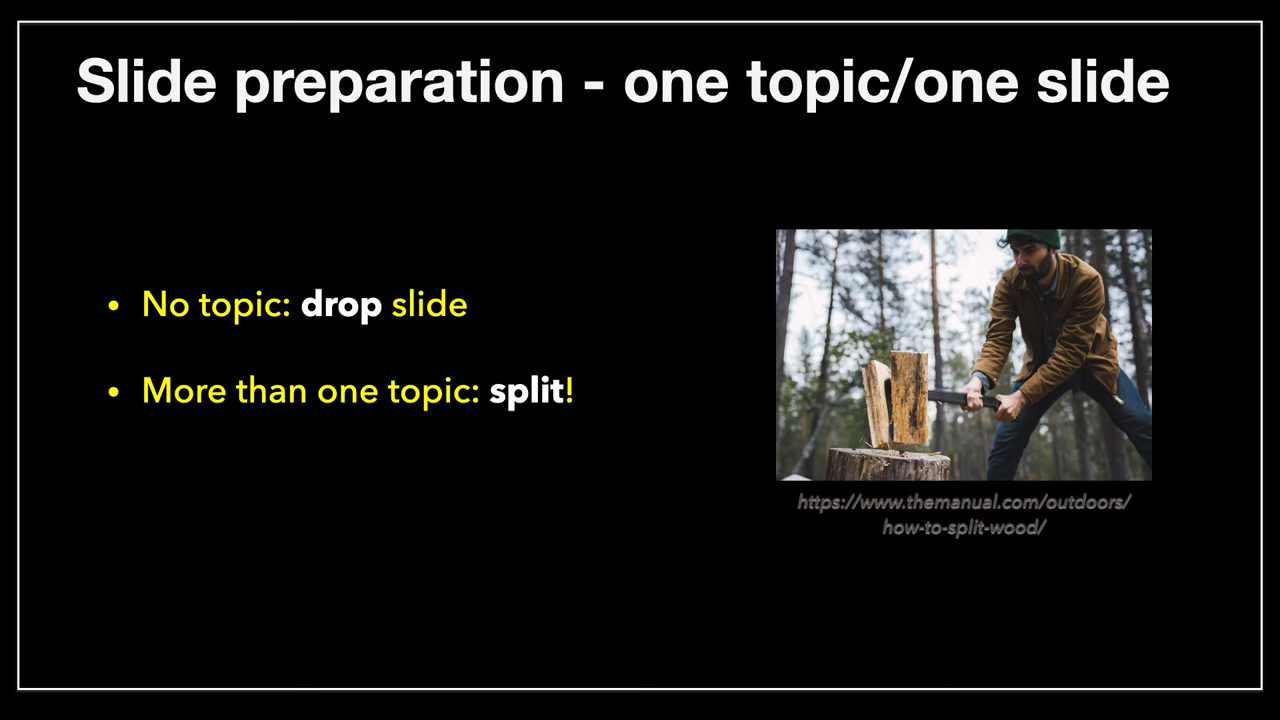 Slide preparation - one topic/one slide
• No topic: drop slide
• More than one topic: split!
https://www.themanual.com/outdoors/
how-to-split-wood/